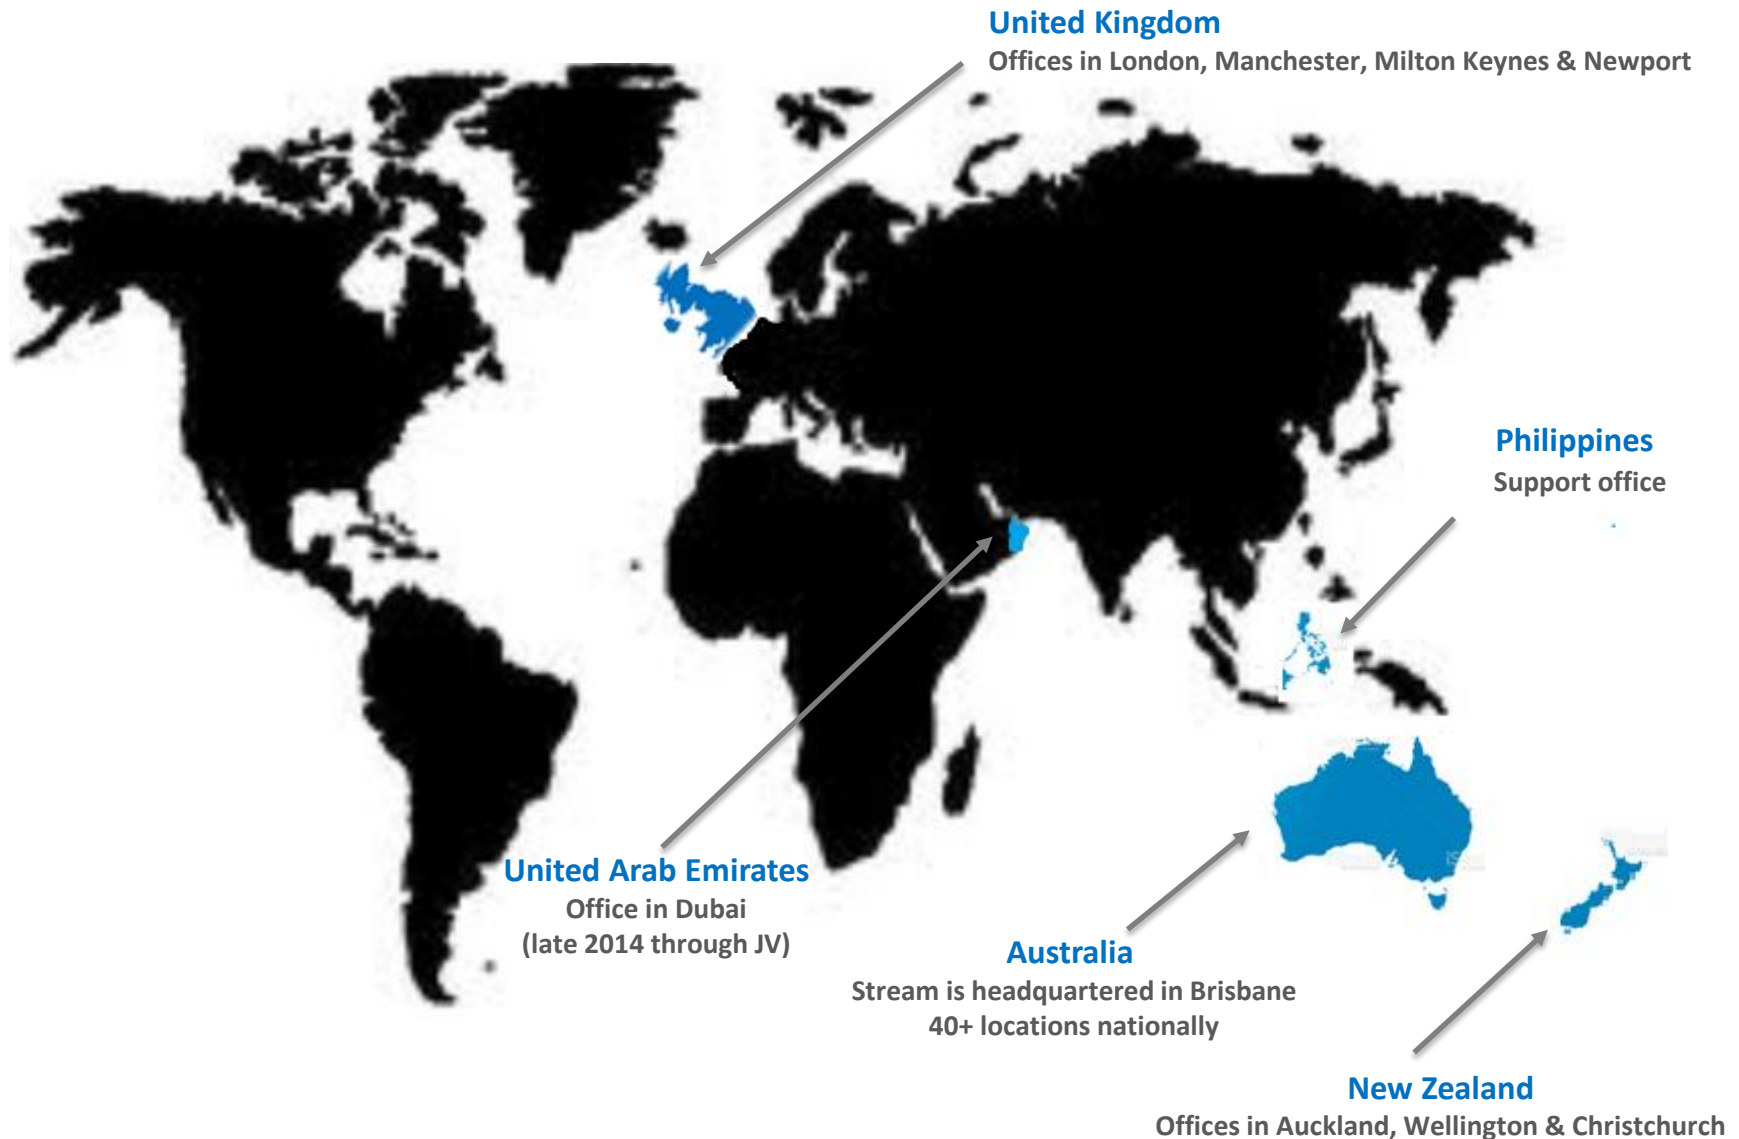 United Kingdom
Offices in London, Manchester, Milton Keynes & Newport
Philippines
Support office
United Arab Emirates
Office in Dubai
(late 2014 through JV)
Australia
Stream is headquartered in Brisbane
40+ locations nationally
New Zealand
Offices in Auckland, Wellington & Christchurch